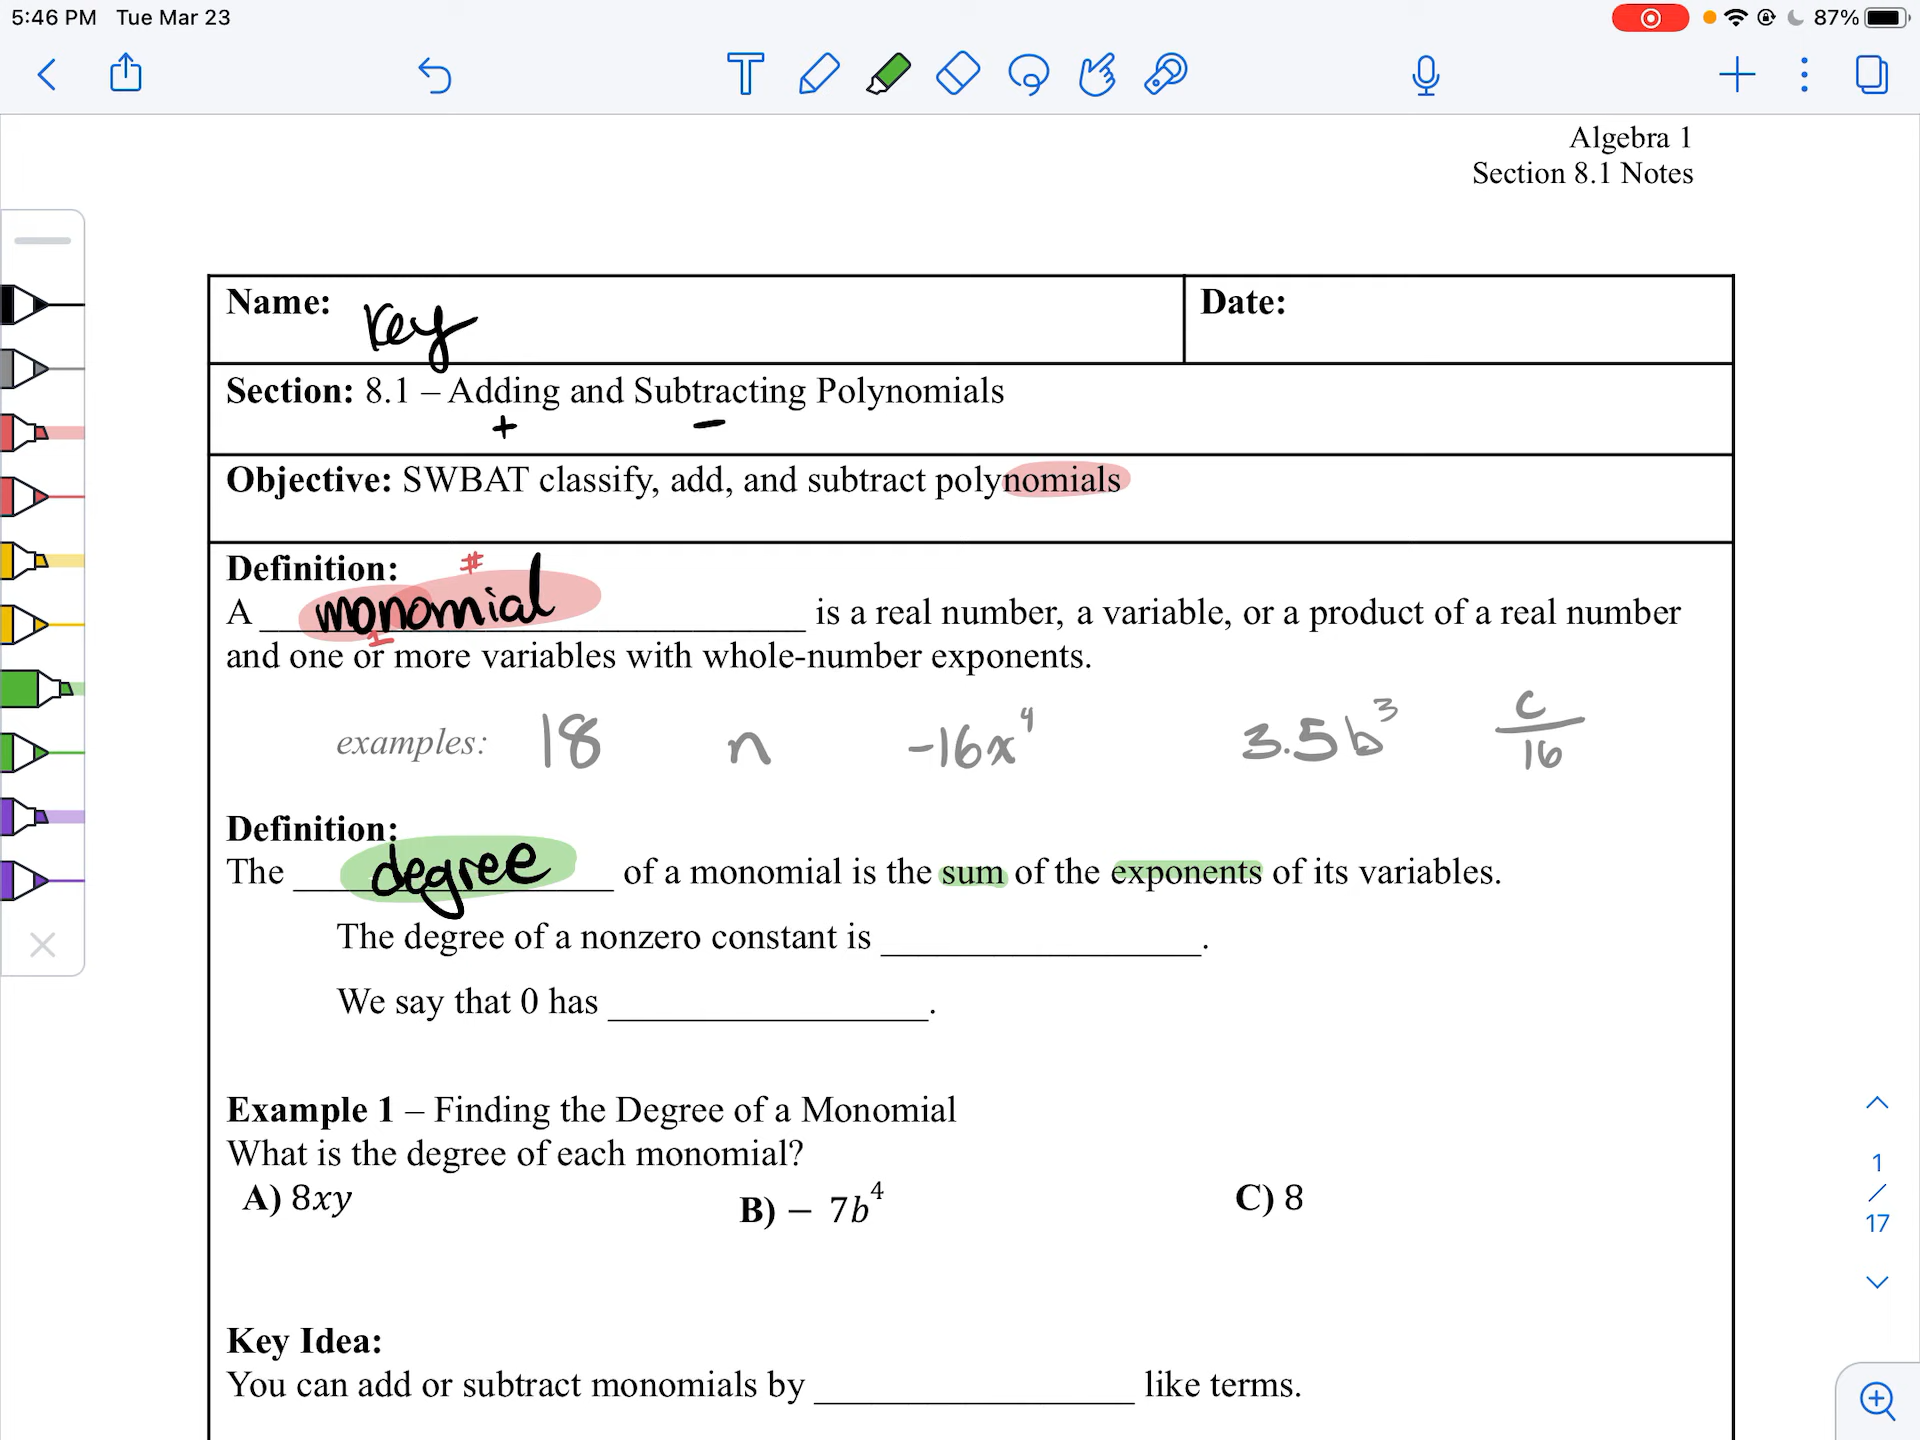 5:46 PM Tue Mar 23
87%
Algebra 1
Section 8.1 Notes
Name: Key
Date:
Section: 8.1 – Adding and Subtracting Polynomials
+ −
Objective: SWBAT classify, add, and subtract polynomials
Definition:
#
A monomial is a real number, a variable, or a product of a real number
1
and one or more variables with whole-number exponents.
examples: 18 n -16x⁴ 3.5b³ c/16
Definition:
The degree of a monomial is the sum of the exponents of its variables.
The degree of a nonzero constant is ________________.
We say that 0 has ________________.
Example 1 – Finding the Degree of a Monomial
What is the degree of each monomial?
A) 8xy B) − 7b⁴ C) 8
Key Idea:
You can add or subtract monomials by ________________ like terms.
1
/
17